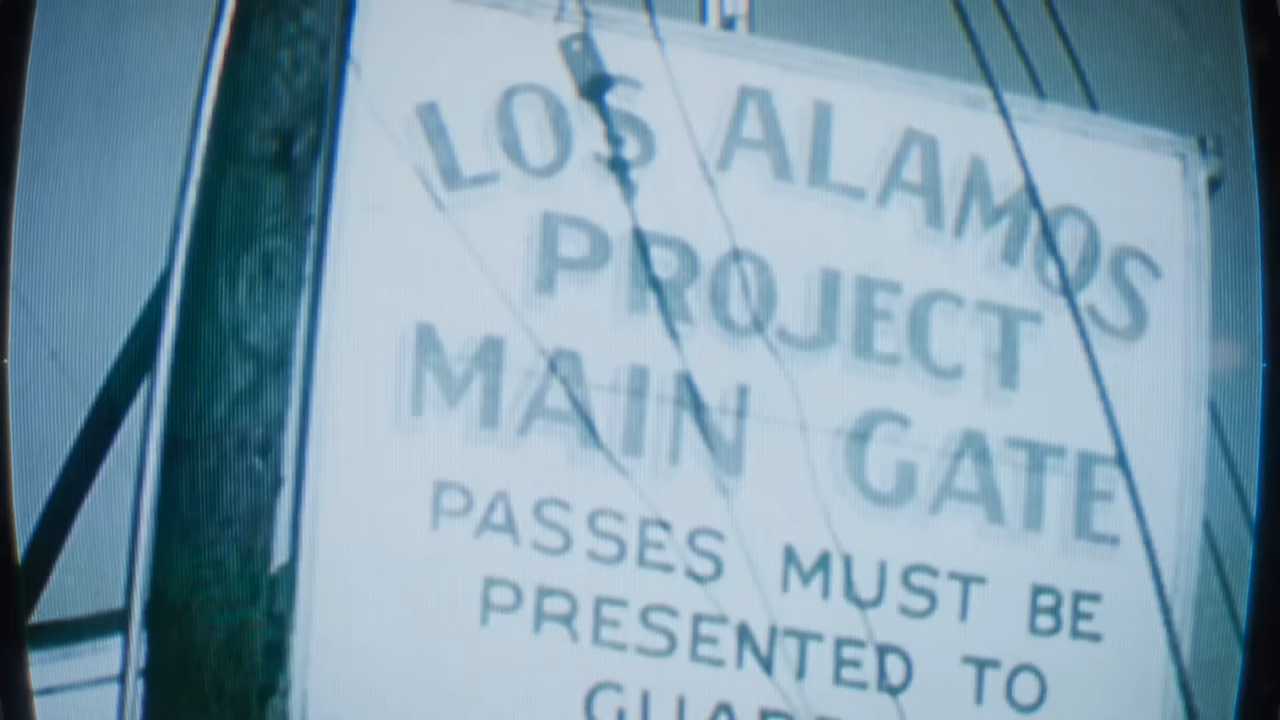 LOS ALAMOS
PROJECT
MAIN GATE
PASSES MUST BE
PRESENTED TO